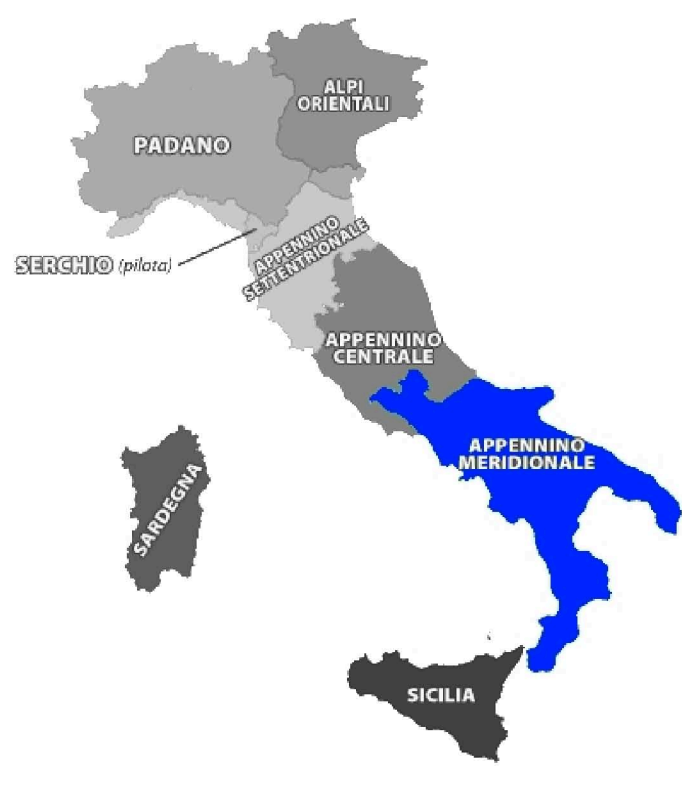 ALPI
ORIENTALI
PADANO
SERCHIO (pilota)
APPENNINO
SETTENTRIONALE
APPENNINO
CENTRALE
APPENNINO
MERIDIONALE
SARDEGNA
SICILIA